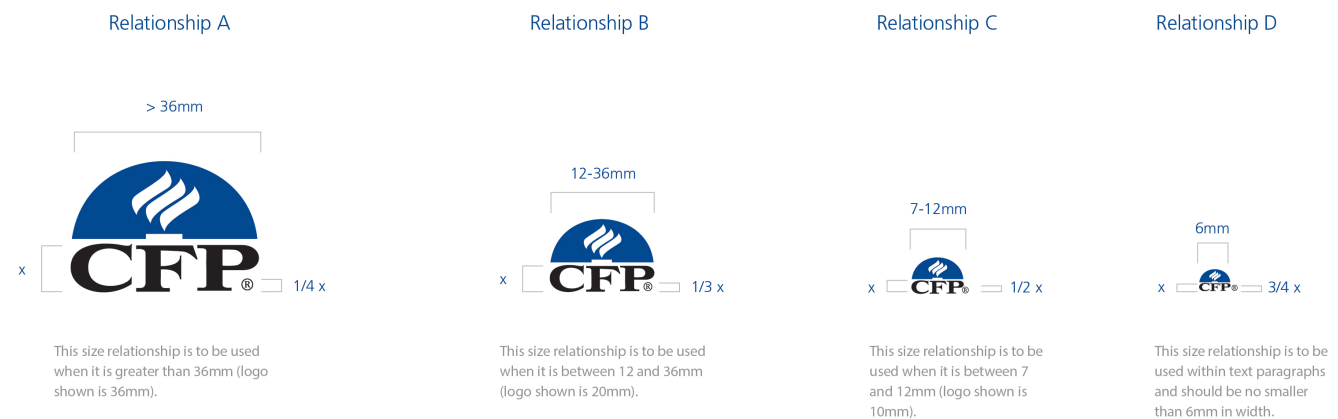 Relationship A
> 36mm
CFP®
x
1/4 x
This size relationship is to be used
when it is greater than 36mm (logo
shown is 36mm).
Relationship B
12-36mm
CFP®
x
1/3 x
This size relationship is to be used
when it is between 12 and 36mm
(logo shown is 20mm).
Relationship C
7-12mm
CFP®
x
1/2 x
This size relationship is to be
used when it is between 7
and 12mm (logo shown is
10mm).
Relationship D
6mm
CFP®
x
3/4 x
This size relationship is to be
used within text paragraphs
and should be no smaller
than 6mm in width.